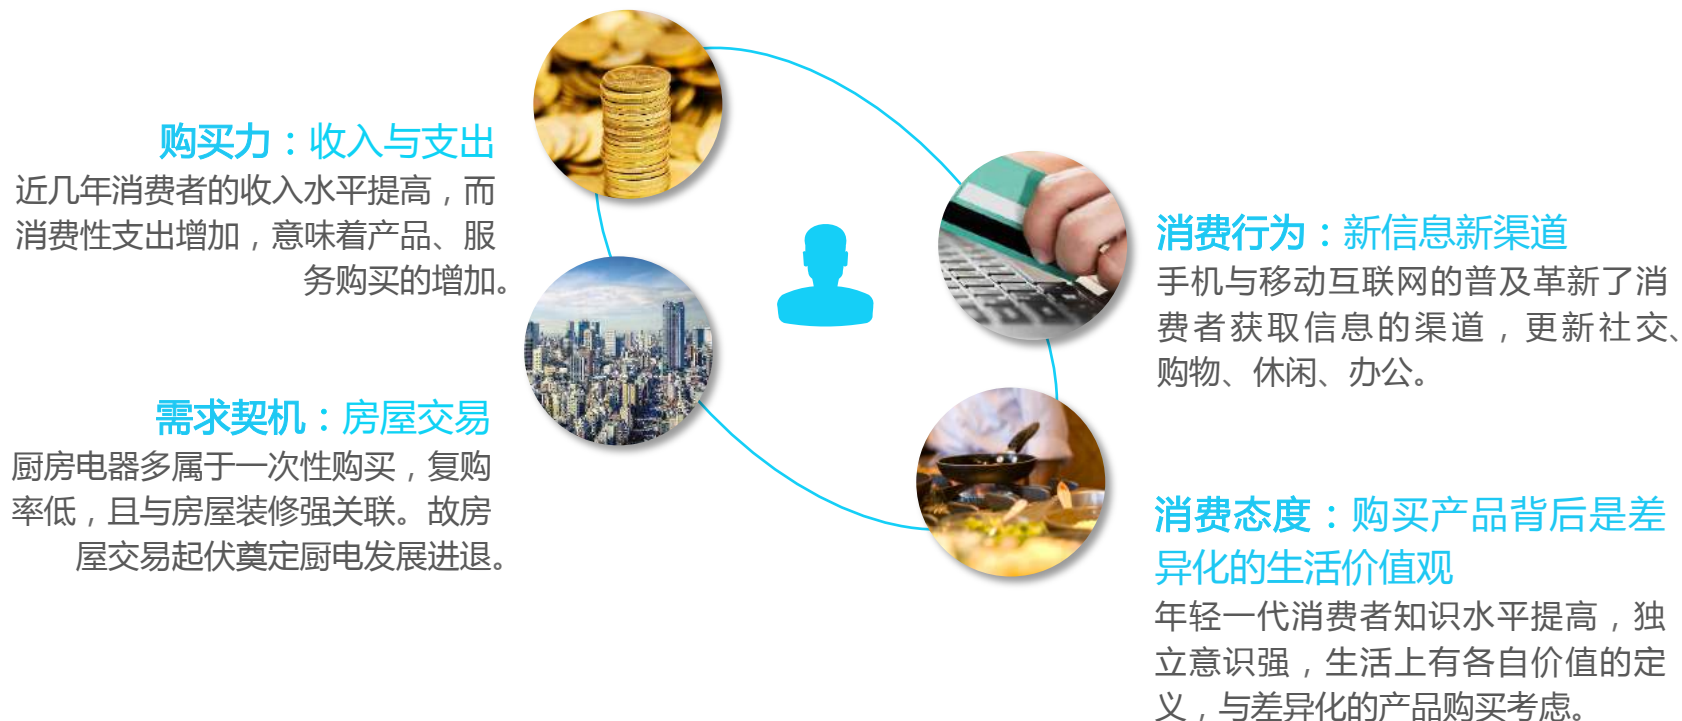 购买力：收入与支出
近几年消费者的收入水平提高，而
消费性支出增加，意味着产品、服
务购买的增加。
需求契机：房屋交易
厨房电器多属于一次性购买，复购
率低，且与房屋装修强关联。故房
屋交易起伏奠定厨电发展进退。
消费行为：新信息新渠道
手机与移动互联网的普及革新了消
费者获取信息的渠道，更新社交、
购物、休闲、办公。
消费态度：购买产品背后是差
异化的生活价值观
年轻一代消费者知识水平提高，独
立意识强，生活上有各自价值的定
义，与差异化的产品购买考虑。